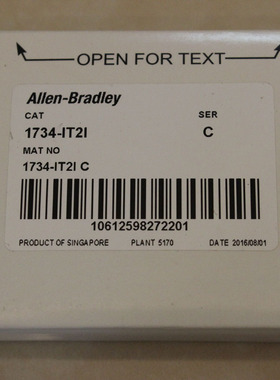 OPEN FOR TEXT
Allen-Bradley
CAT SER
1734-IT2I C
MAT NO
1734-IT2I C
10612598272201
PRODUCT OF SINGAPORE PLANT 5170 DATE 2016/08/01